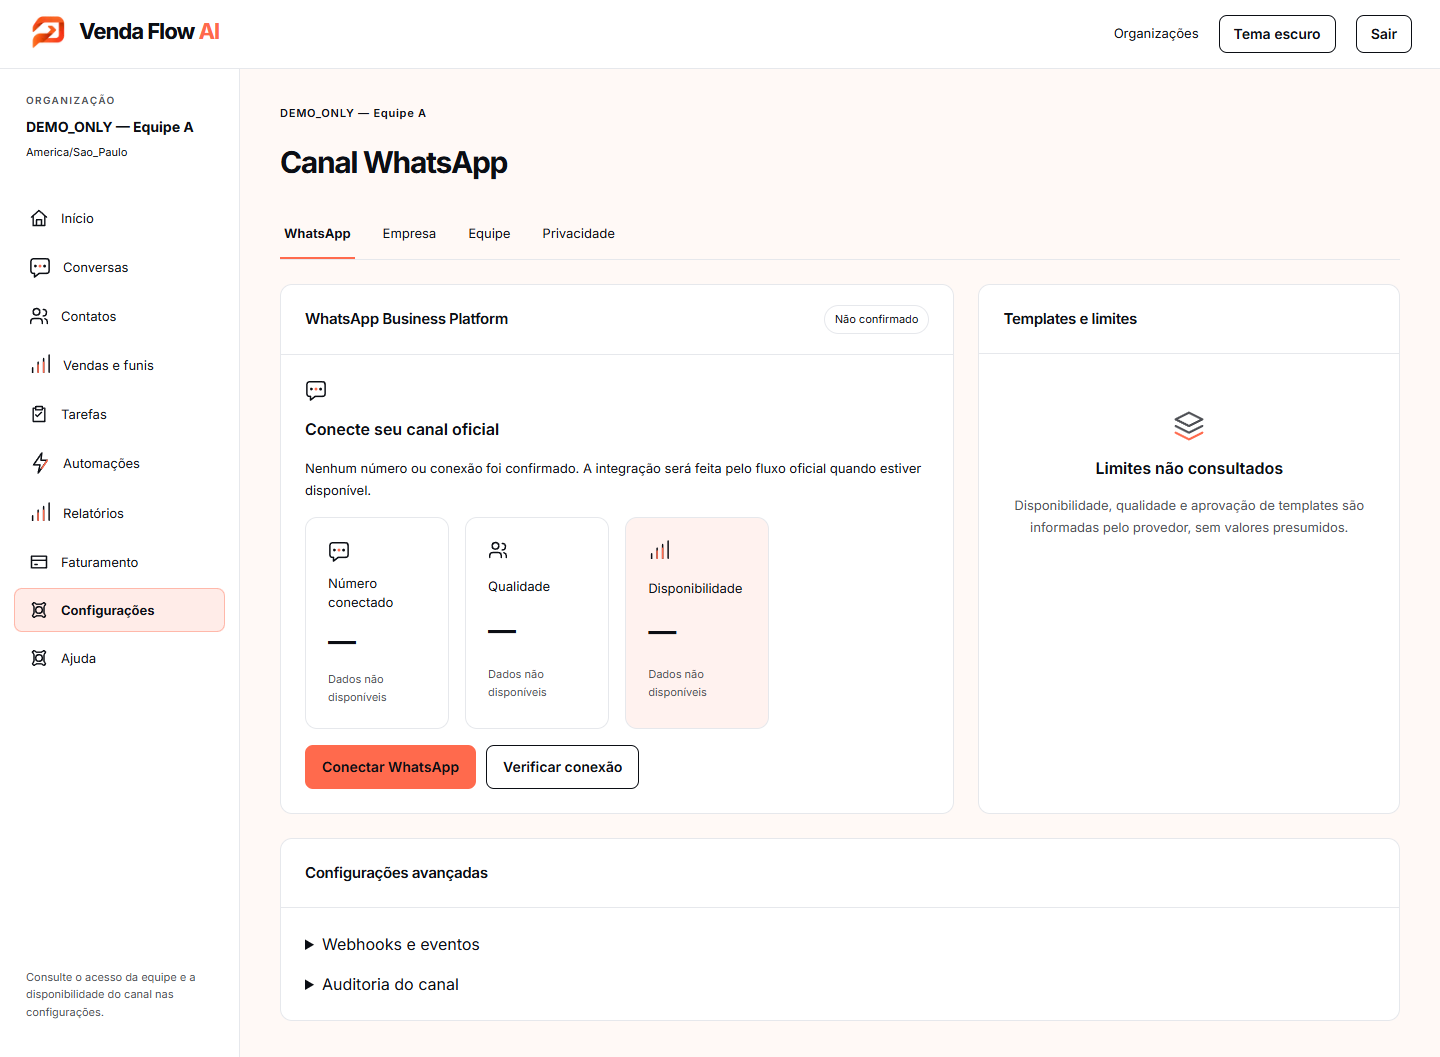 Venda Flow AI
Organizações
Tema escuro
Sair
ORGANIZAÇÃO
DEMO_ONLY — Equipe A
America/Sao_Paulo
Início
Conversas
Contatos
Vendas e funis
Tarefas
Automações
Relatórios
Faturamento
Configurações
Ajuda
Consulte o acesso da equipe e a
disponibilidade do canal nas
configurações.
DEMO_ONLY — Equipe A
Canal WhatsApp
WhatsApp
Empresa
Equipe
Privacidade
WhatsApp Business Platform
Não confirmado
Conecte seu canal oficial
Nenhum número ou conexão foi confirmado. A integração será feita pelo fluxo oficial quando estiver
disponível.
Número
conectado
—
Dados não
disponíveis
Qualidade
—
Dados não
disponíveis
Disponibilidade
—
Dados não
disponíveis
Conectar WhatsApp
Verificar conexão
Templates e limites
Limites não consultados
Disponibilidade, qualidade e aprovação de templates são
informadas pelo provedor, sem valores presumidos.
Configurações avançadas
Webhooks e eventos
Auditoria do canal